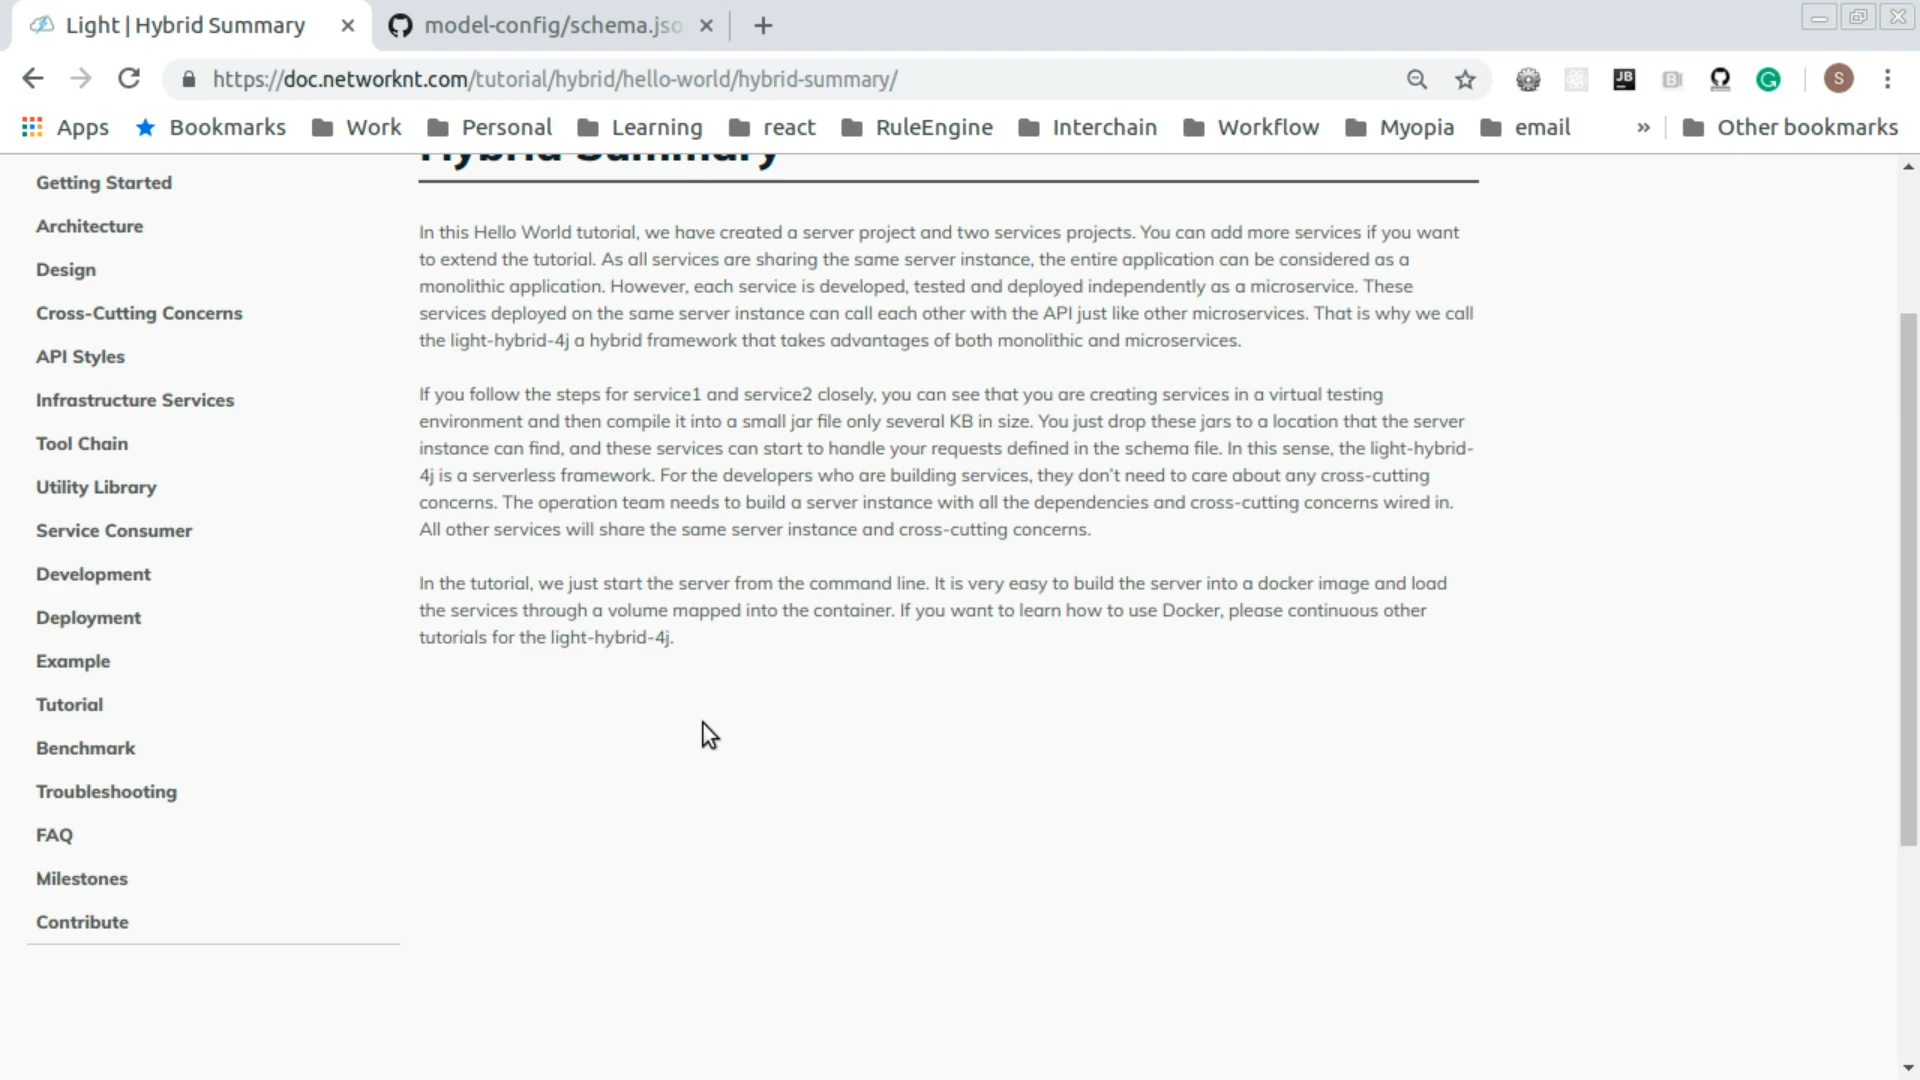 Light | Hybrid Summary
model-config/schema.jso
https://doc.networknt.com/tutorial/hybrid/hello-world/hybrid-summary/
JB
S
Apps
Bookmarks
Work
Personal
Learning
react
RuleEngine
Interchain
Workflow
Myopia
email
»
Other bookmarks
Hybrid Summary
Getting Started
Architecture
Design
Cross-Cutting Concerns
API Styles
Infrastructure Services
Tool Chain
Utility Library
Service Consumer
Development
Deployment
Example
Tutorial
Benchmark
Troubleshooting
FAQ
Milestones
Contribute
In this Hello World tutorial, we have created a server project and two services projects. You can add more services if you want
to extend the tutorial. As all services are sharing the same server instance, the entire application can be considered as a
monolithic application. However, each service is developed, tested and deployed independently as a microservice. These
services deployed on the same server instance can call each other with the API just like other microservices. That is why we call
the light-hybrid-4j a hybrid framework that takes advantages of both monolithic and microservices.
If you follow the steps for service1 and service2 closely, you can see that you are creating services in a virtual testing
environment and then compile it into a small jar file only several KB in size. You just drop these jars to a location that the server
instance can find, and these services can start to handle your requests defined in the schema file. In this sense, the light-hybrid-
4j is a serverless framework. For the developers who are building services, they don't need to care about any cross-cutting
concerns. The operation team needs to build a server instance with all the dependencies and cross-cutting concerns wired in.
All other services will share the same server instance and cross-cutting concerns.
In the tutorial, we just start the server from the command line. It is very easy to build the server into a docker image and load
the services through a volume mapped into the container. If you want to learn how to use Docker, please continuous other
tutorials for the light-hybrid-4j.